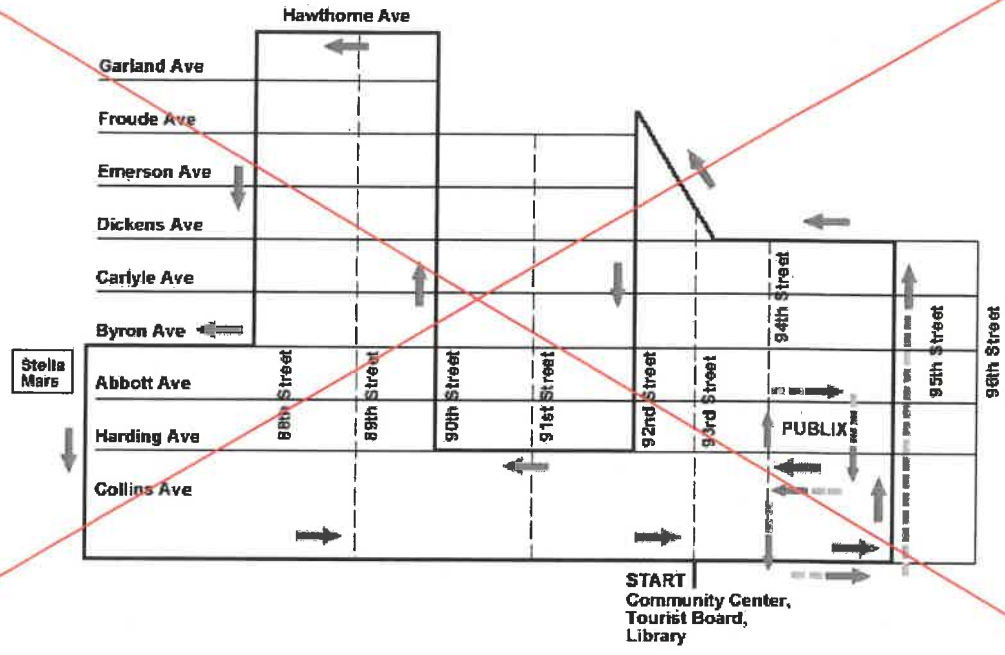 Hawthorne Ave
Garland Ave
Froude Ave
Emerson Ave
Dickens Ave
Carlyle Ave
Byron Ave
Stella
Mars
Abbott Ave
Harding Ave
Collins Ave
88th Street
89th Street
90th Street
91st Street
92nd Street
93rd Street
94th Street
95th Street
96th Street
PUBLIX
START
Community Center,
Tourist Board,
Library